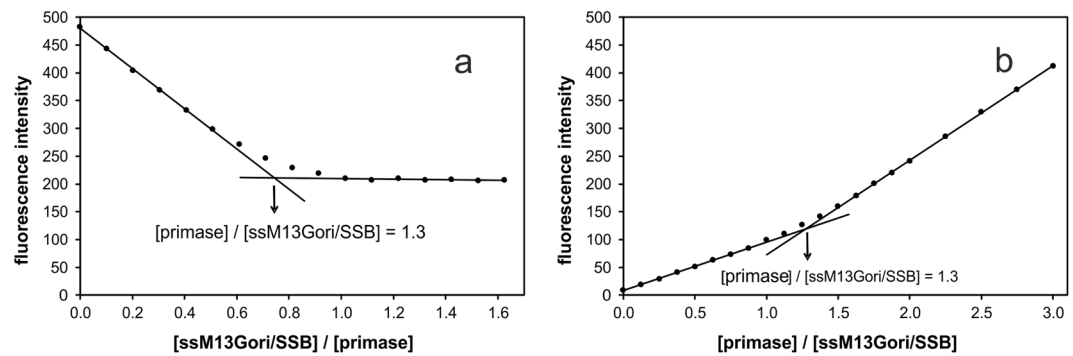 a
fluorescence intensity
500
450
400
350
300
250
200
150
100
50
0
[primase] / [ssM13Gori/SSB] = 1.3
0.0 0.2 0.4 0.6 0.8 1.0 1.2 1.4 1.6
[ssM13Gori/SSB] / [primase]
b
fluorescence intensity
500
450
400
350
300
250
200
150
100
50
0
[primase] / [ssM13Gori/SSB] = 1.3
0.0 0.5 1.0 1.5 2.0 2.5 3.0
[primase] / [ssM13Gori/SSB]